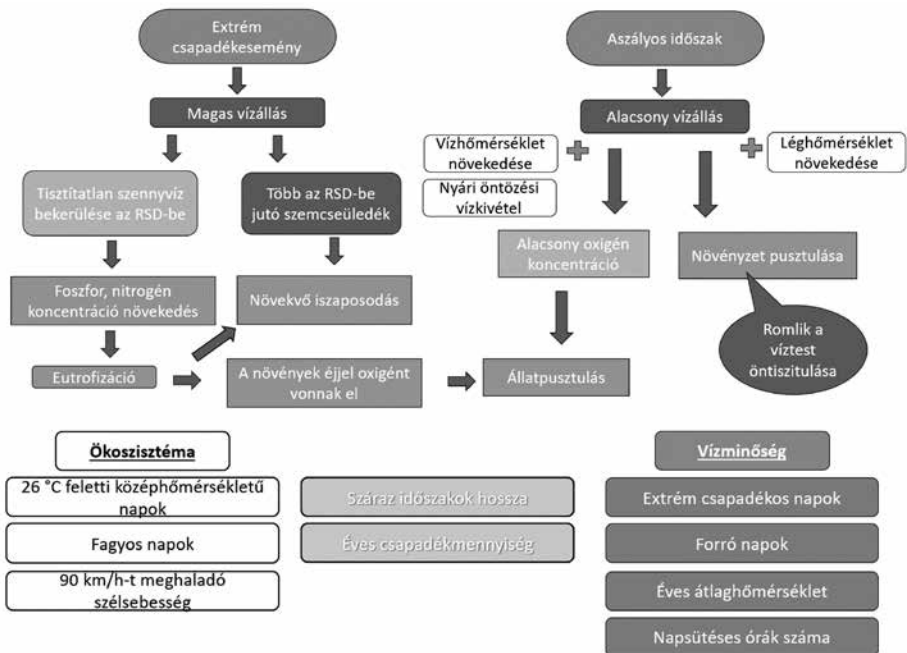 Extrém
csapadékesemény
Magas vízállás
Tisztítatlan szennyvíz
bekerülése az RSD-be
Több az RSD-be
jutó szemcseüledék
Foszfor, nitrogén
koncentráció növekedés
Növekvő iszaposodás
Eutrofizáció
A növények éjjel oxigént
vonnak el
Állatpusztulás
Aszályos időszak
Alacsony vízállás
Vízhőmérséklet
növekedése
Nyári öntözési
vízkivétel
Léghőmérséklet
növekedése
Alacsony oxigén
koncentráció
Növényzet pusztulása
Romlik a
víztest
öntiszitulása
Ökoszisztéma
26 °C feletti középhőmérsékletű
napok
Fagyos napok
90 km/h-t meghaladó
szélsebesség
Száraz időszakok hossza
Éves csapadékmennyiség
Vízminőség
Extrém csapadékos napok
Forró napok
Éves átlaghőmérséklet
Napsütéses órák száma